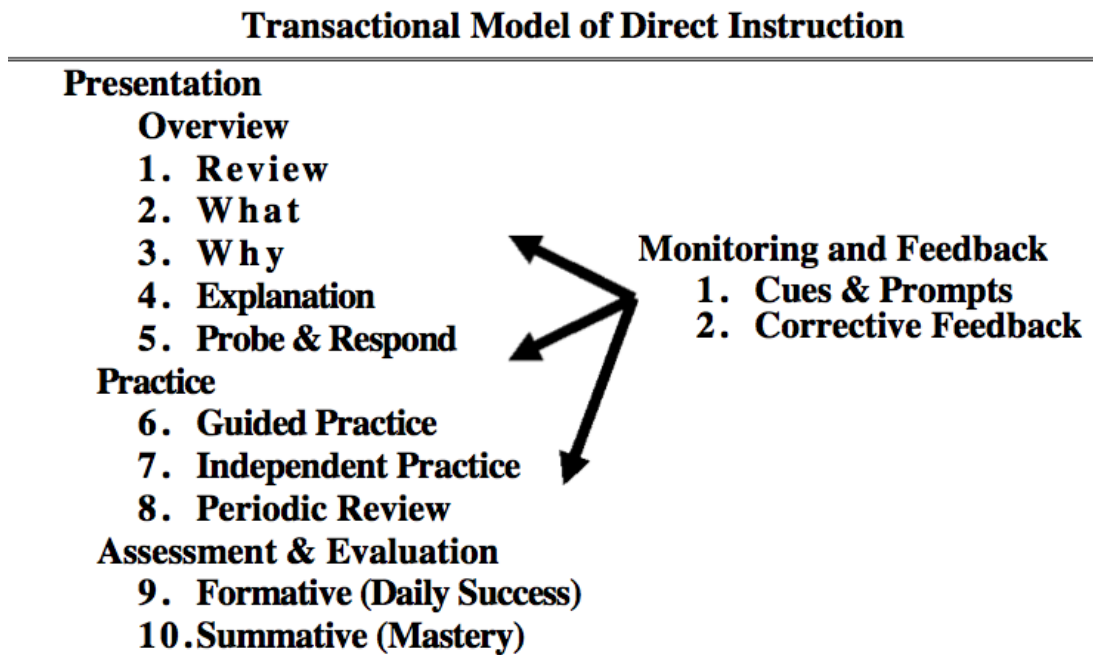 Transactional Model of Direct Instruction
Presentation
Overview
1. Review
2. What
3. Why
4. Explanation
5. Probe & Respond
Practice
6. Guided Practice
7. Independent Practice
8. Periodic Review
Assessment & Evaluation
9. Formative (Daily Success)
10.Summative (Mastery)
Monitoring and Feedback
1. Cues & Prompts
2. Corrective Feedback